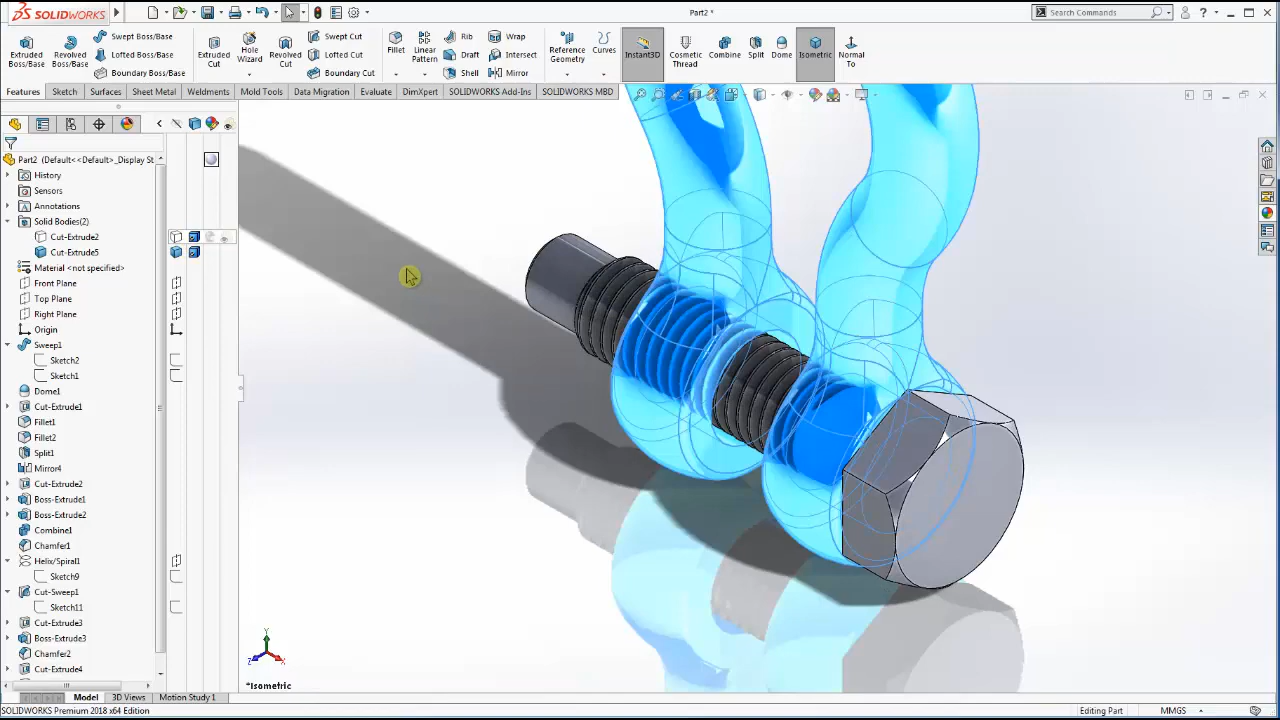 SOLIDWORKS
Part2 *
Search Commands
Extruded Boss/Base
Revolved Boss/Base
Swept Boss/Base
Lofted Boss/Base
Boundary Boss/Base
Extruded Cut
Hole Wizard
Revolved Cut
Swept Cut
Lofted Cut
Boundary Cut
Fillet
Linear Pattern
Rib
Draft
Shell
Wrap
Intersect
Mirror
Reference Geometry
Curves
Instant3D
Cosmetic Thread
Combine
Split
Dome
Isometric
Normal To
Features
Sketch
Surfaces
Sheet Metal
Weldments
Mold Tools
Data Migration
Evaluate
DimXpert
SOLIDWORKS Add-Ins
SOLIDWORKS MBD
Part2 (Default<<Default>_Display St
History
Sensors
Annotations
Solid Bodies(2)
Cut-Extrude2
Cut-Extrude5
Material <not specified>
Front Plane
Top Plane
Right Plane
Origin
Sweep1
Sketch2
Sketch1
Dome1
Cut-Extrude1
Fillet1
Fillet2
Split1
Mirror4
Cut-Extrude2
Boss-Extrude1
Boss-Extrude2
Combine1
Chamfer1
Helix/Spiral1
Sketch9
Cut-Sweep1
Sketch11
Cut-Extrude3
Boss-Extrude3
Chamfer2
Cut-Extrude4
Y
Z
X
*Isometric
Model
3D Views
Motion Study 1
SOLIDWORKS Premium 2018 x64 Edition
Editing Part
MMGS